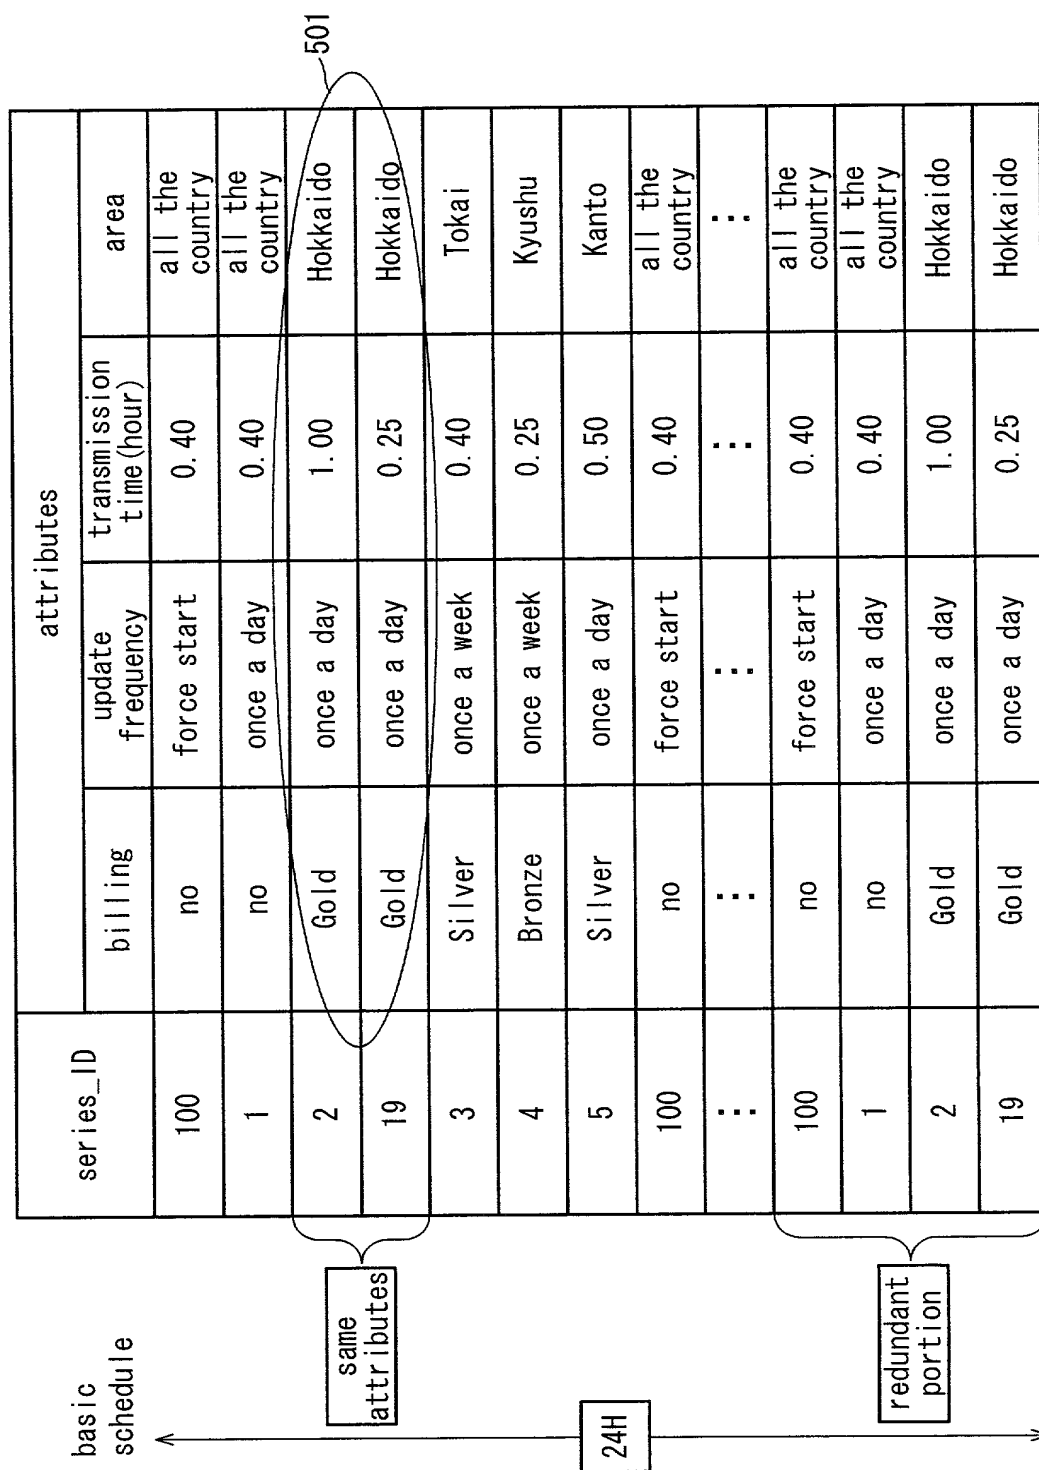 basic
schedule
24H
series_ID
attributes
billing
update
frequency
transmission
time(hour)
area
100
no
force start
0.40
all the
country
1
no
once a day
0.40
all the
country
same
attributes
2
Gold
once a day
1.00
Hokkaido
19
Gold
once a day
0.25
Hokkaido
501
3
Silver
once a week
0.40
Tokai
4
Bronze
once a week
0.25
Kyushu
5
Silver
once a day
0.50
Kanto
100
no
force start
0.40
all the
country
...
...
...
...
...
redundant
portion
100
no
force start
0.40
all the
country
1
no
once a day
0.40
all the
country
2
Gold
once a day
1.00
Hokkaido
19
Gold
once a day
0.25
Hokkaido